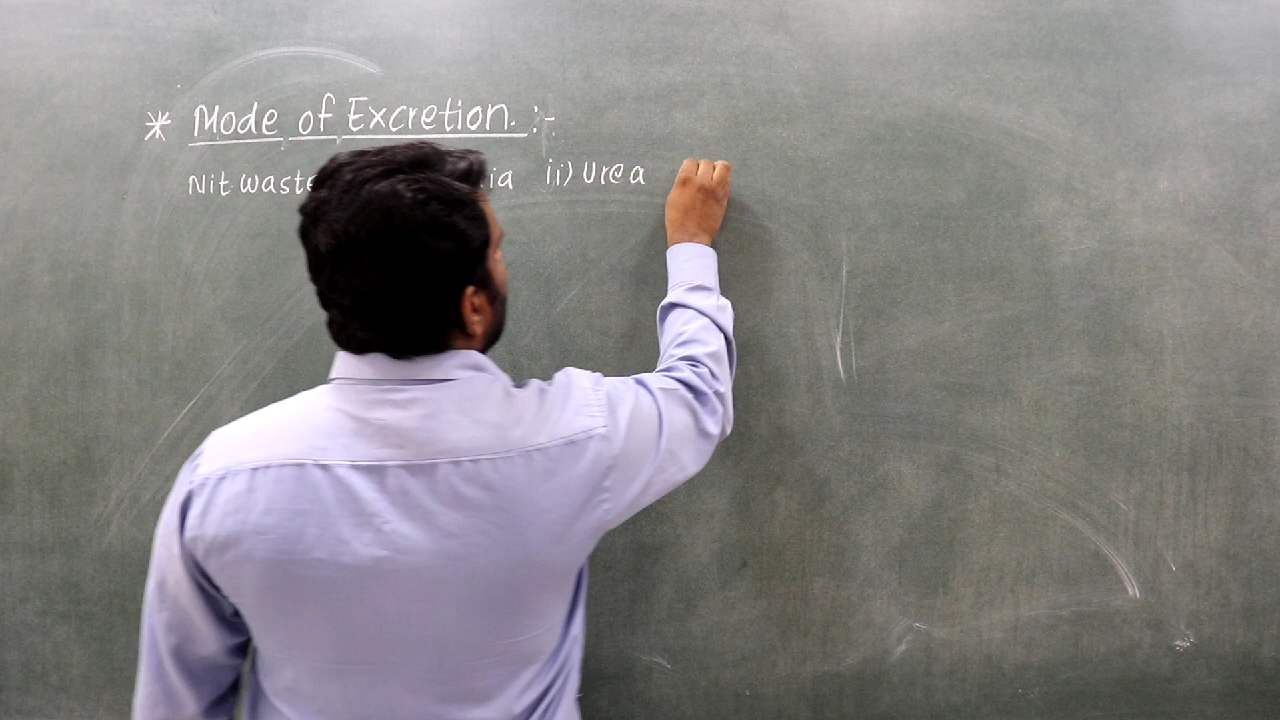 * Mode of Excretion. :-
Nit. waste ia ii) Urea